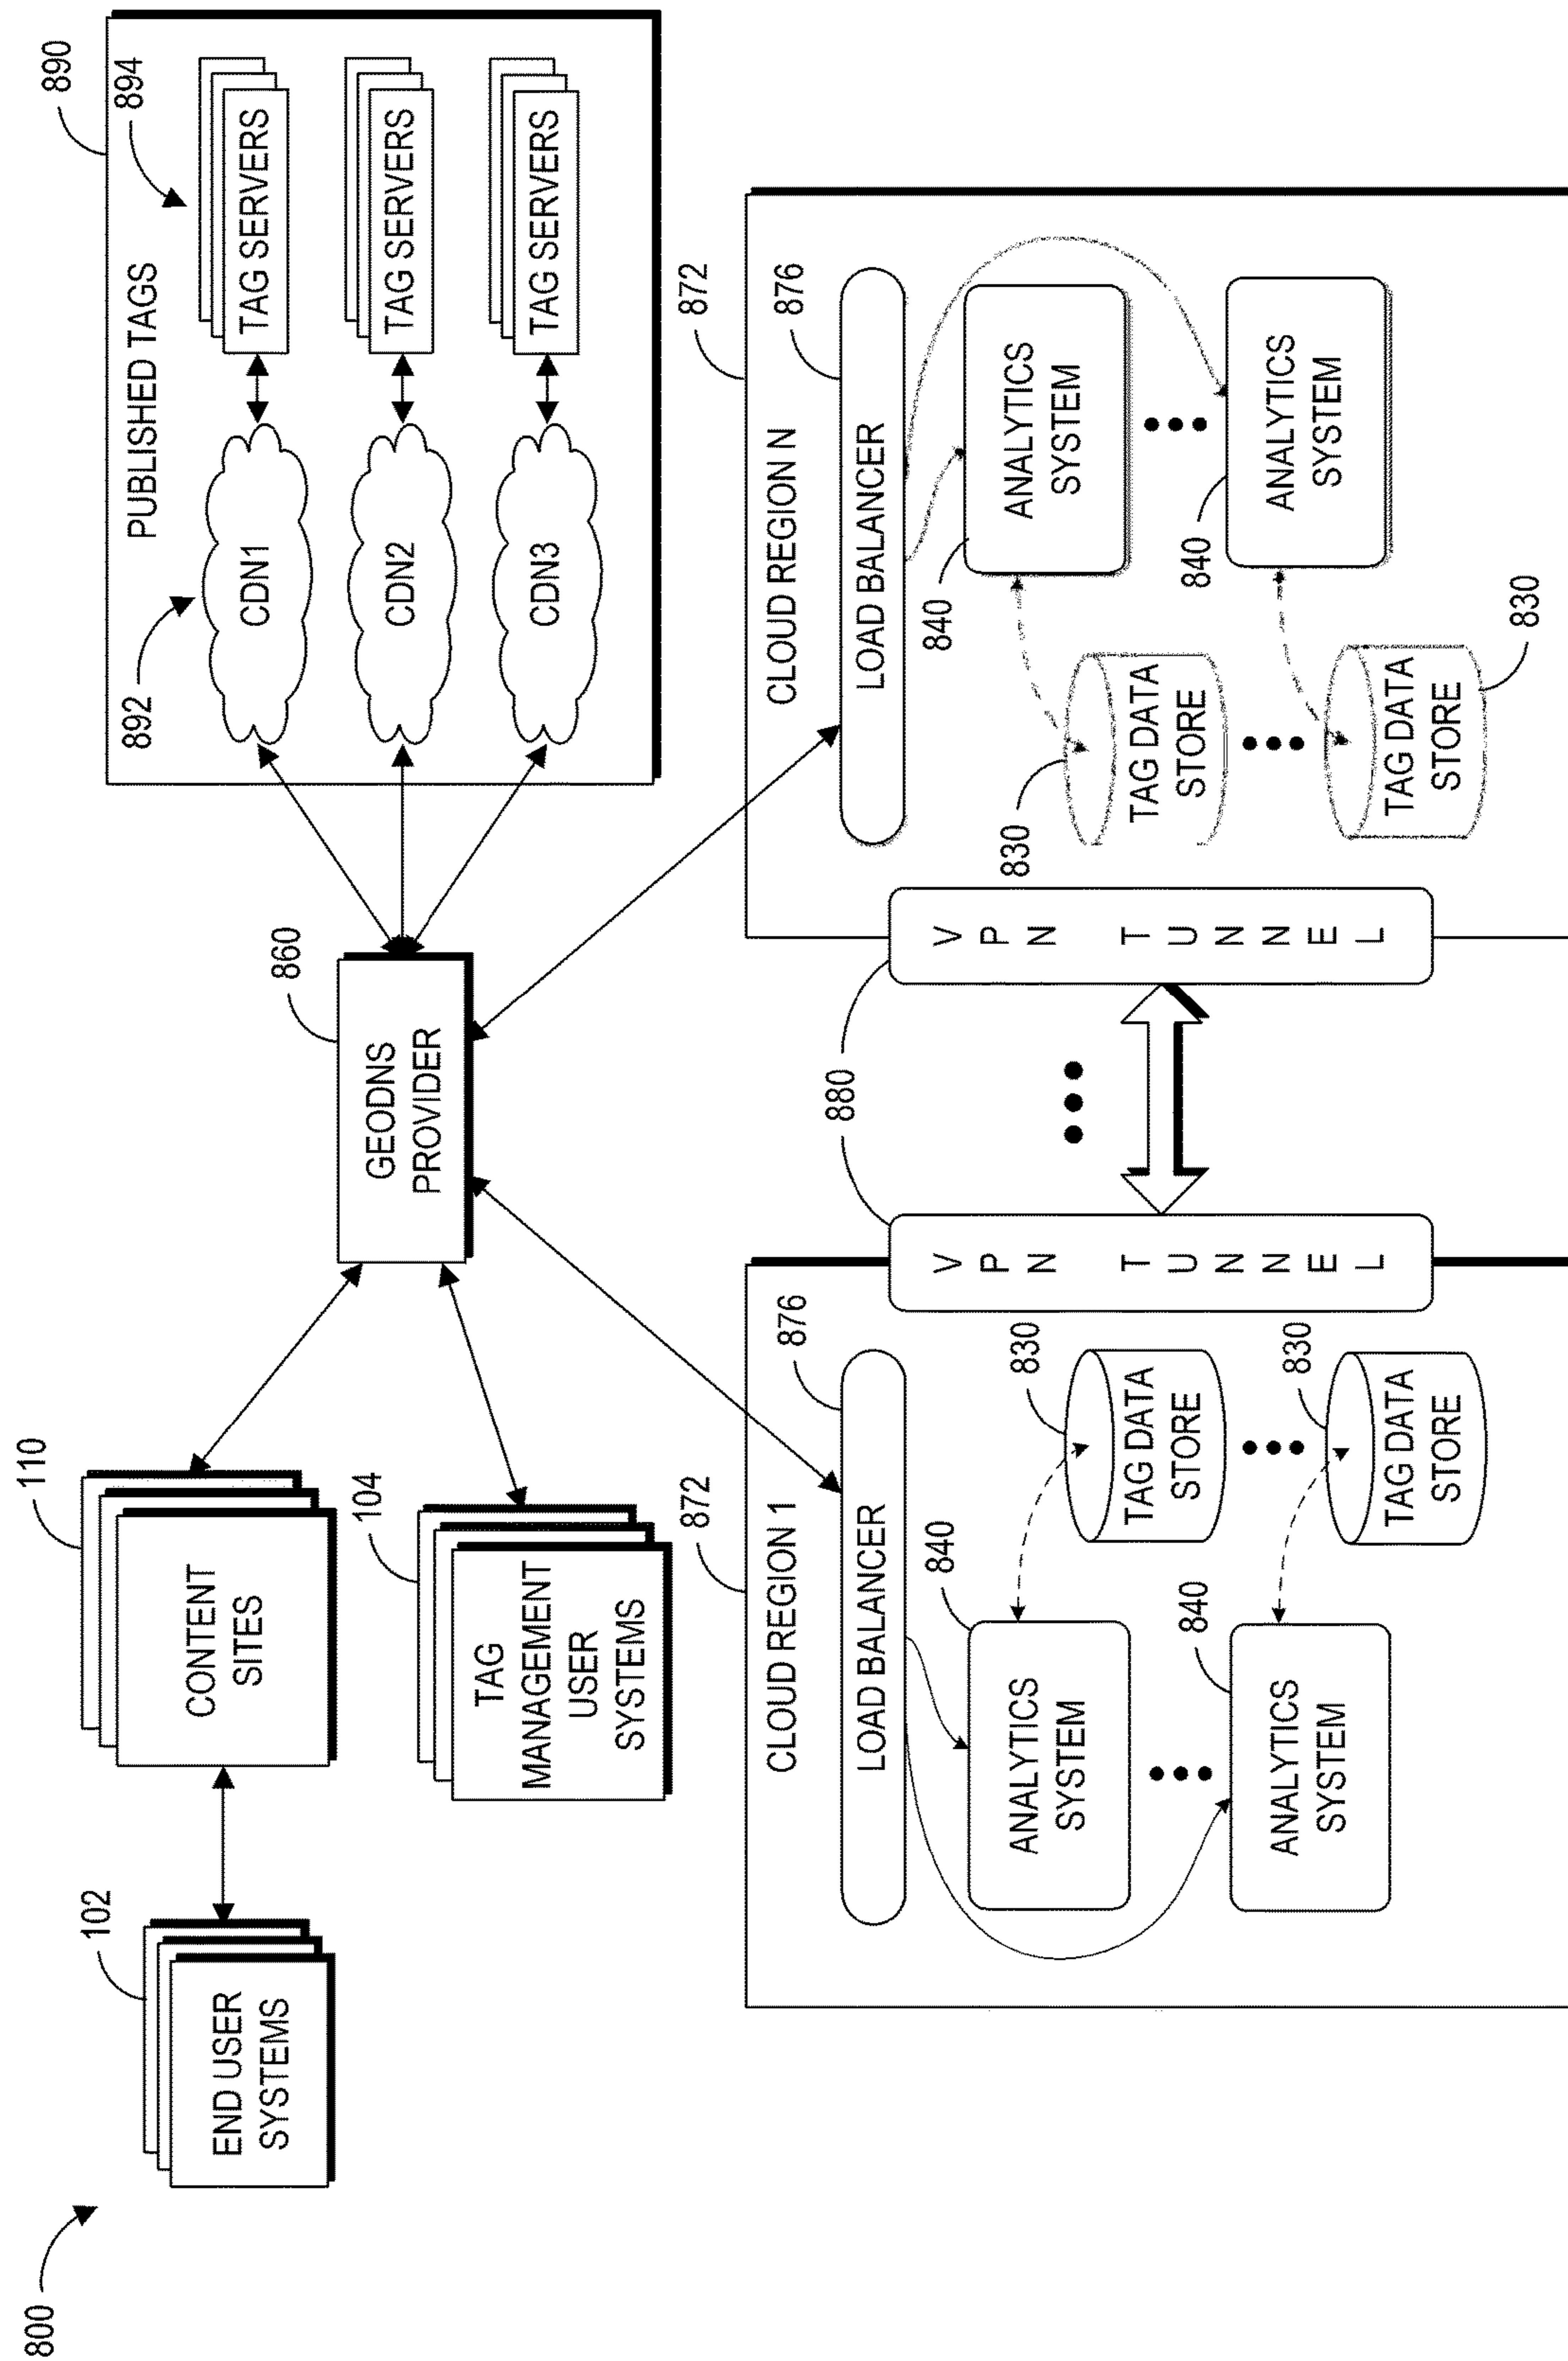 800
102
END USER
SYSTEMS
110
CONTENT
SITES
104
TAG
MANAGEMENT
USER
SYSTEMS
860
GEODNS
PROVIDER
890
PUBLISHED TAGS
892
894
CDN1
TAG SERVERS
CDN2
TAG SERVERS
CDN3
TAG SERVERS
872
CLOUD REGION 1
876
LOAD BALANCER
840
ANALYTICS
SYSTEM
830
TAG DATA
STORE
840
ANALYTICS
SYSTEM
830
TAG DATA
STORE
880
VPN TUNNEL
VPN TUNNEL
872
CLOUD REGION N
876
LOAD BALANCER
830
TAG DATA
STORE
840
ANALYTICS
SYSTEM
830
TAG DATA
STORE
840
ANALYTICS
SYSTEM